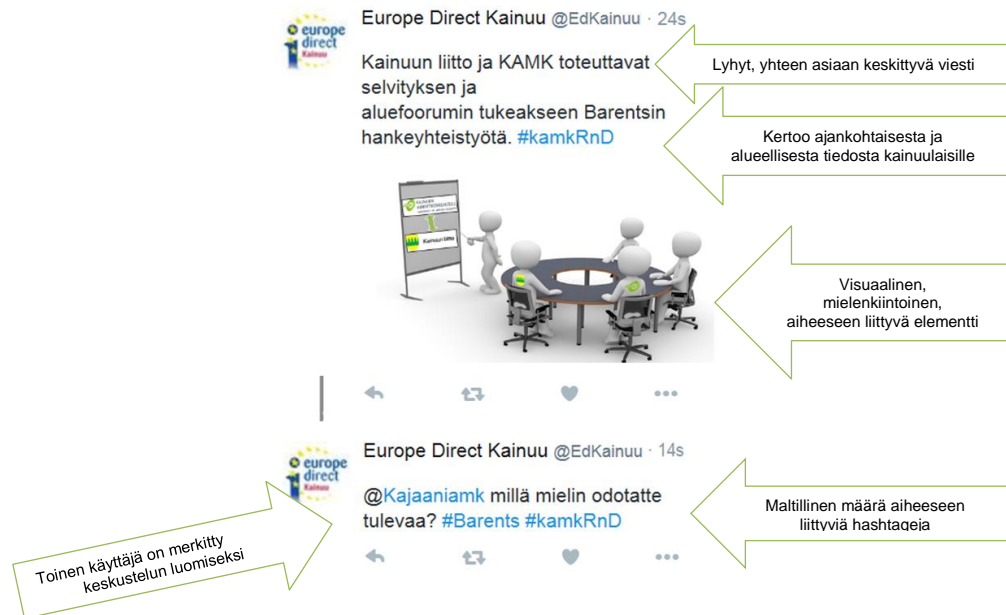 europe
direct
Kainuu
Europe Direct Kainuu @EdKainuu · 24s
Kainuun liitto ja KAMK toteuttavat
selvityksen ja
aluefoorumin tukeakseen Barentsin
hankeyhteistyötä. #kamkRnD
Lyhyt, yhteen asiaan keskittyvä viesti
Kertoo ajankohtaisesta ja
alueellisesta tiedosta kainuulaisille
Kainuun liitto
Visuaalinen,
mielenkiintoinen,
aiheeseen liittyvä elementti
europe
direct
Kainuu
Europe Direct Kainuu @EdKainuu · 14s
@Kajaaniamk millä mielin odotatte
tulevaa? #Barents #kamkRnD
Maltillinen määrä aiheeseen
liittyviä hashtageja
Toinen käyttäjä on merkitty
keskustelun luomiseksi